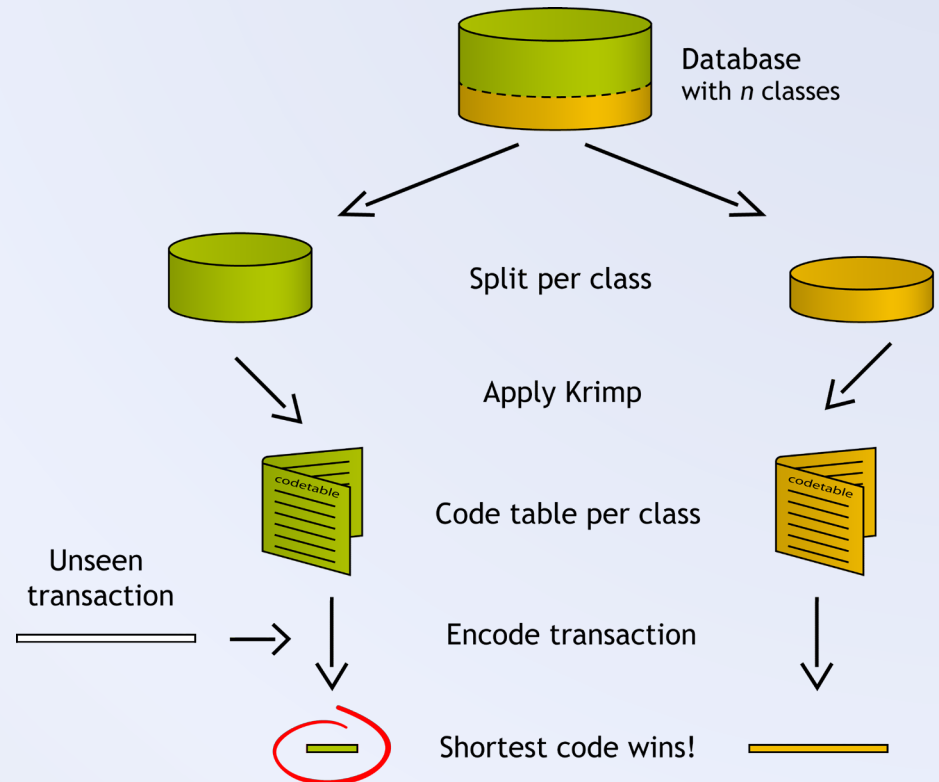 Database
with n classes
Split per class
Apply Krimp
codetable
codetable
Code table per class
Unseen
transaction
Encode transaction
Shortest code wins!